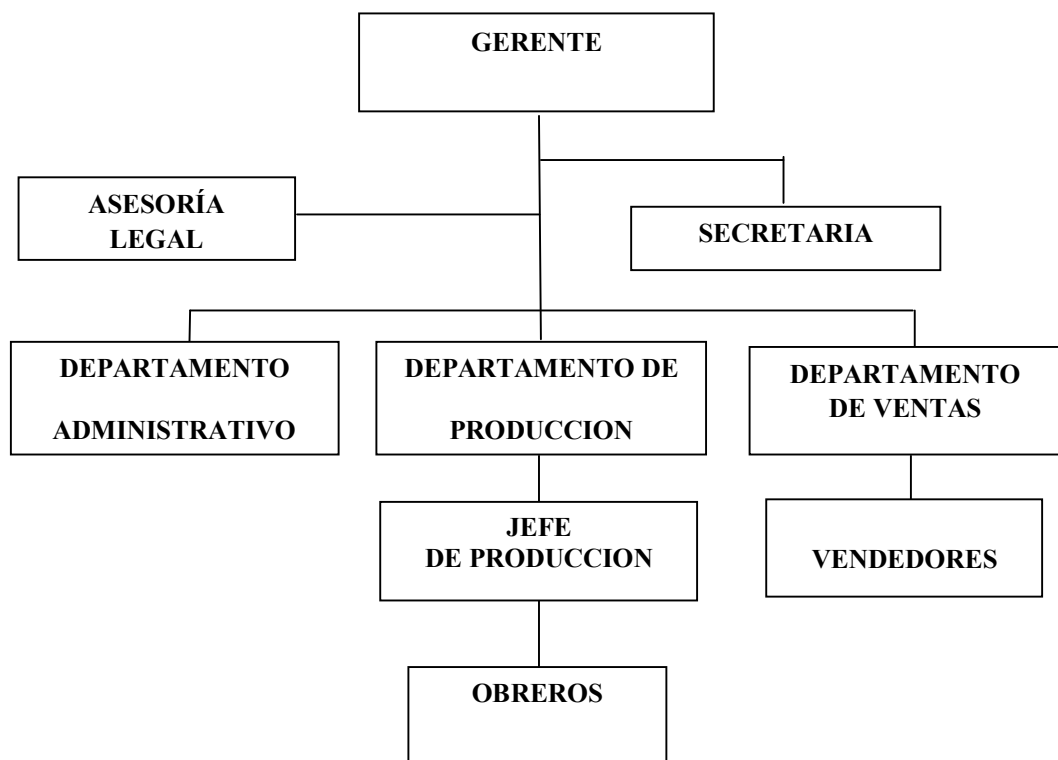 GERENTE
ASESORÍA
LEGAL
SECRETARIA
DEPARTAMENTO
ADMINISTRATIVO
DEPARTAMENTO DE
PRODUCCION
DEPARTAMENTO
DE VENTAS
JEFE
DE PRODUCCION
VENDEDORES
OBREROS